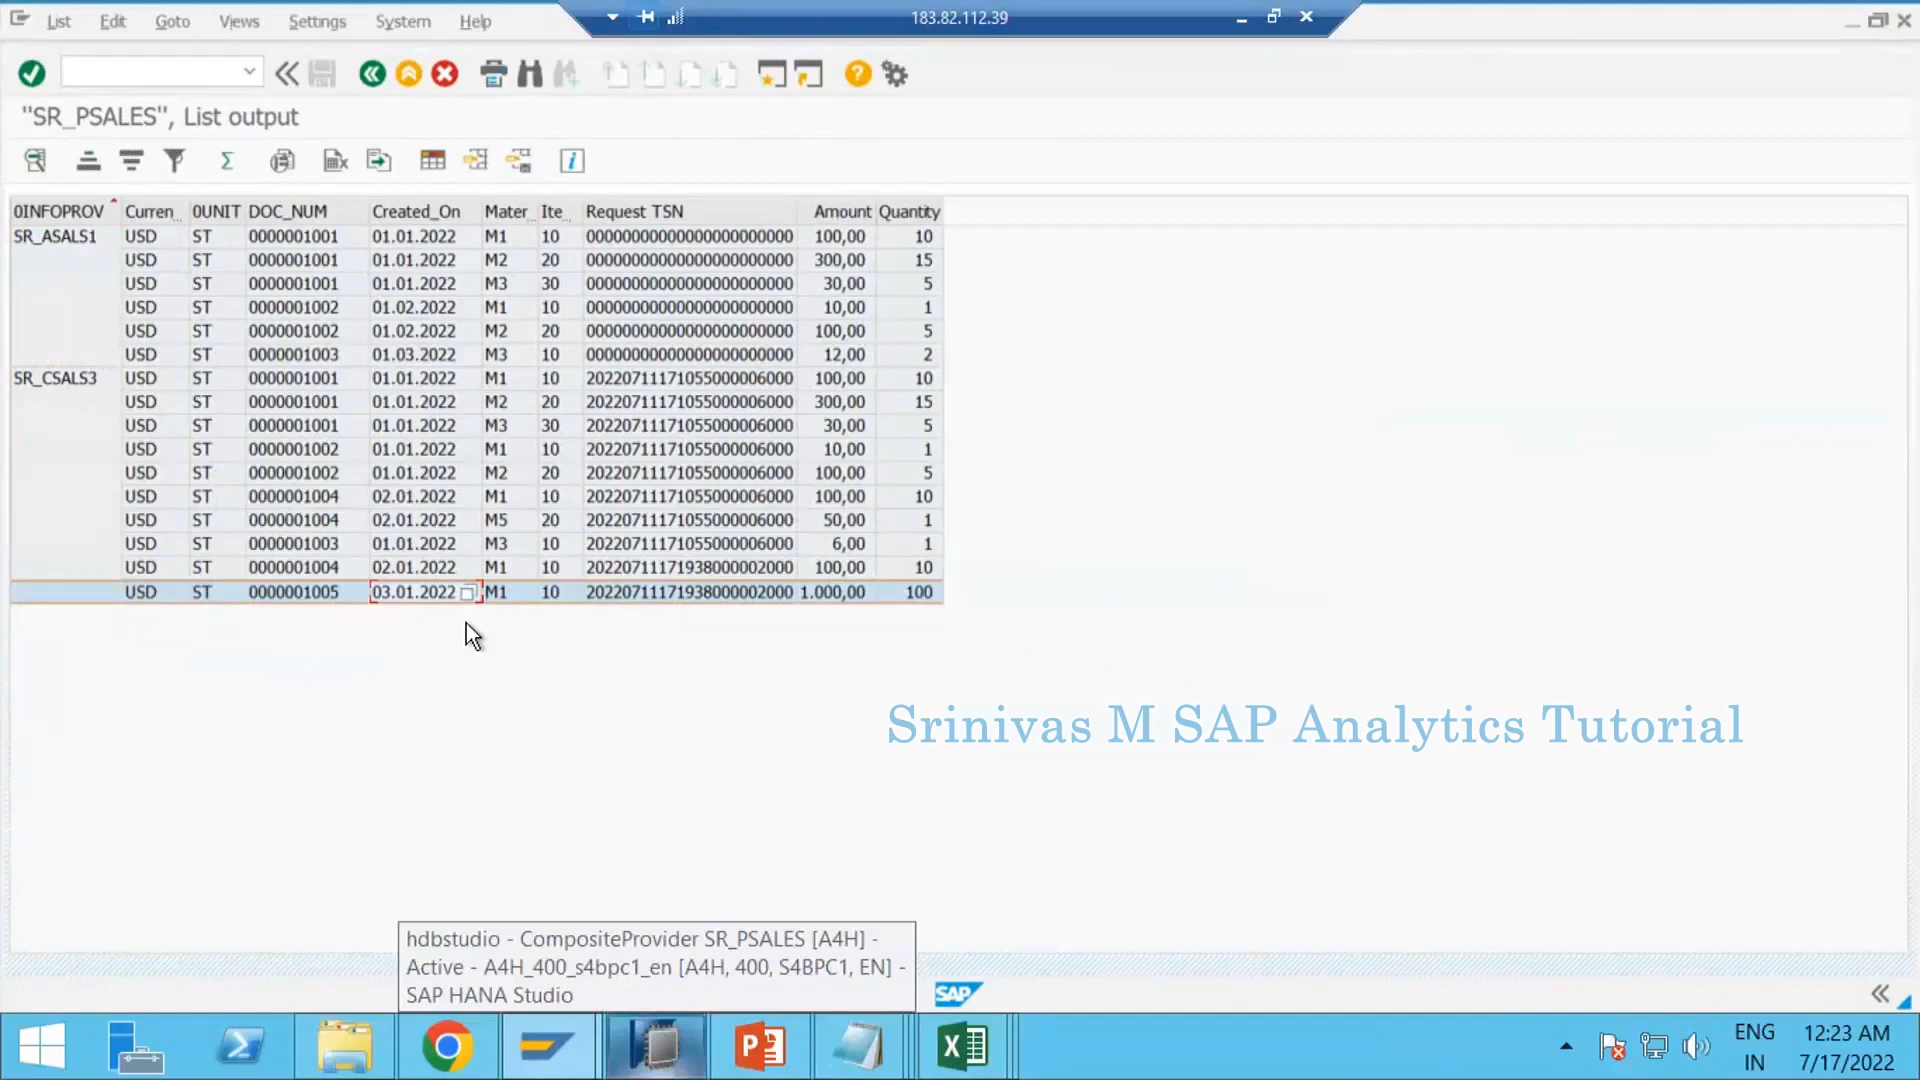 List Edit Goto Views Settings System Help
183.82.112.39
"SR_PSALES", List output
0INFOPROV Curren.. 0UNIT DOC_NUM Created_On Mater.. Ite.. Request TSN Amount Quantity
SR_ASALS1 USD ST 0000001001 01.01.2022 M1 10 00000000000000000000000 100,00 10
USD ST 0000001001 01.01.2022 M2 20 00000000000000000000000 300,00 15
USD ST 0000001001 01.01.2022 M3 30 00000000000000000000000 30,00 5
USD ST 0000001002 01.02.2022 M1 10 00000000000000000000000 10,00 1
USD ST 0000001002 01.02.2022 M2 20 00000000000000000000000 100,00 5
USD ST 0000001003 01.03.2022 M3 10 00000000000000000000000 12,00 2
SR_CSALS3 USD ST 0000001001 01.01.2022 M1 10 20220711171055000006000 100,00 10
USD ST 0000001001 01.01.2022 M2 20 20220711171055000006000 300,00 15
USD ST 0000001001 01.01.2022 M3 30 20220711171055000006000 30,00 5
USD ST 0000001002 01.01.2022 M1 10 20220711171055000006000 10,00 1
USD ST 0000001002 01.01.2022 M2 20 20220711171055000006000 100,00 5
USD ST 0000001004 02.01.2022 M1 10 20220711171055000006000 100,00 10
USD ST 0000001004 02.01.2022 M5 20 20220711171055000006000 50,00 1
USD ST 0000001003 01.01.2022 M3 10 20220711171055000006000 6,00 1
USD ST 0000001004 02.01.2022 M1 10 20220711171938000002000 100,00 10
USD ST 0000001005 03.01.2022 M1 10 20220711171938000002000 1.000,00 100
Srinivas M SAP Analytics Tutorial
hdbstudio - CompositeProvider SR_PSALES [A4H] -
Active - A4H_400_s4bpc1_en [A4H, 400, S4BPC1, EN] -
SAP HANA Studio
SAP
ENG 12:23 AM
IN 7/17/2022